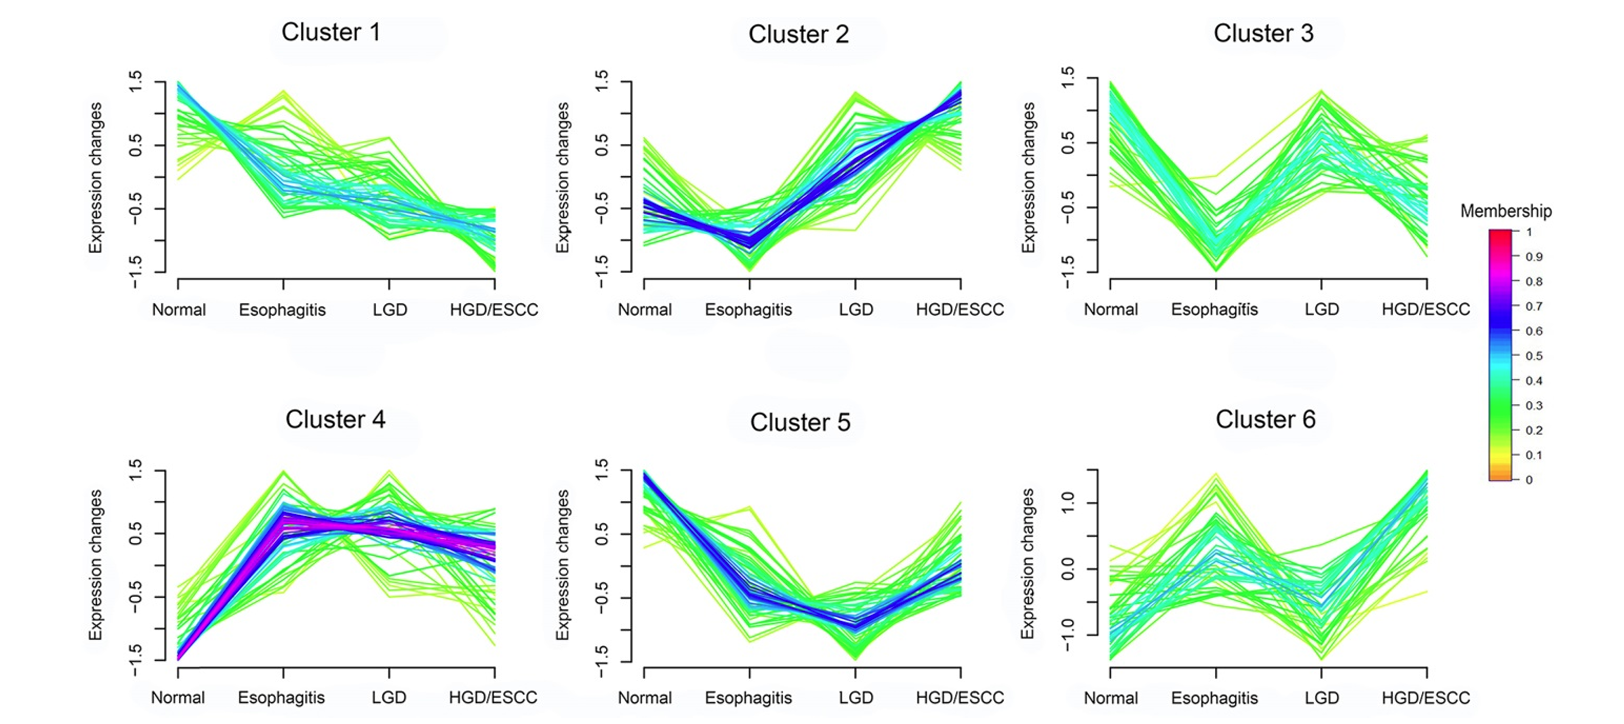 Cluster 1
Cluster 2
Cluster 3
Expression changes
1.5
0.5
−0.5
−1.5
Normal
Esophagitis
LGD
HGD/ESCC
Expression changes
1.5
0.5
−0.5
−1.5
Normal
Esophagitis
LGD
HGD/ESCC
Expression changes
1.5
0.5
−0.5
−1.5
Normal
Esophagitis
LGD
HGD/ESCC
Membership
1
0.9
0.8
0.7
0.6
0.5
0.4
0.3
0.2
0.1
0
Cluster 4
Cluster 5
Cluster 6
Expression changes
1.5
0.5
−0.5
−1.5
Normal
Esophagitis
LGD
HGD/ESCC
Expression changes
1.5
0.5
−0.5
−1.5
Normal
Esophagitis
LGD
HGD/ESCC
Expression changes
1.0
0.0
−1.0
Normal
Esophagitis
LGD
HGD/ESCC